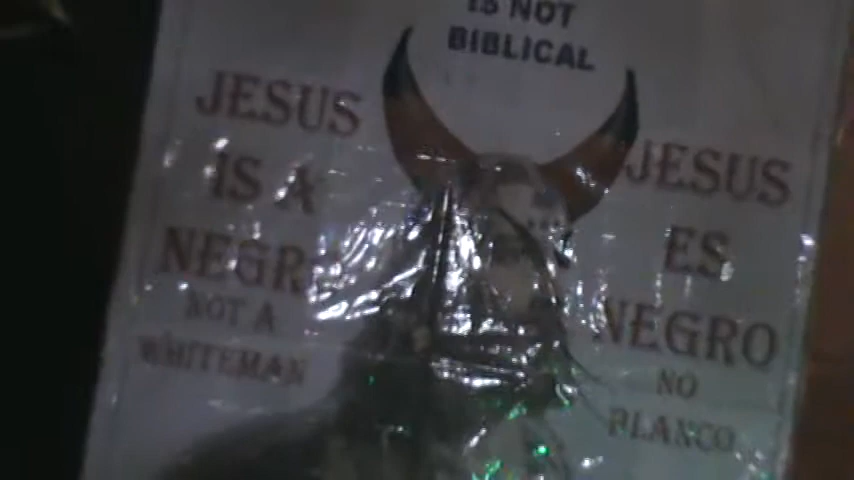 IS NOT
BIBLICAL
JESUS
IS A
NEGRO
NOT A
WHITEMAN
JESUS
ES
NEGRO
NO
BLANCO